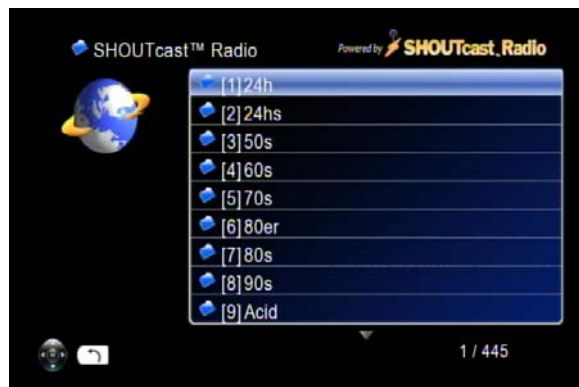 SHOUTcast™ Radio
Powered by SHOUTcast Radio
[1]24h
[2]24hs
[3]50s
[4]60s
[5]70s
[6]80er
[7]80s
[8]90s
[9]Acid
1 / 445